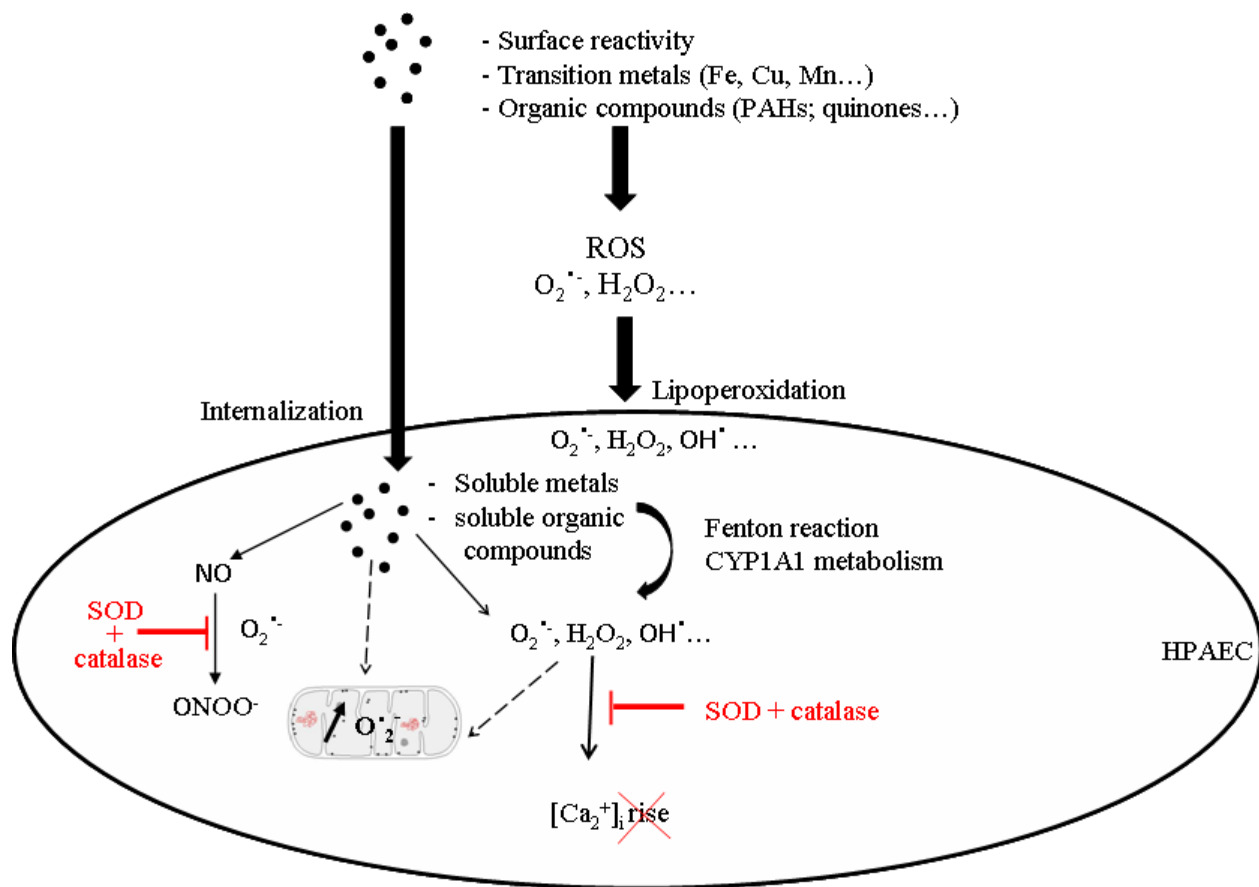 - Surface reactivity
- Transition metals (Fe, Cu, Mn…)
- Organic compounds (PAHs; quinones…)
ROS
O₂•-, H₂O₂…
Lipoperoxidation
Internalization
O₂•-, H₂O₂, OH• …
- Soluble metals
- soluble organic
compounds
Fenton reaction
CYP1A1 metabolism
NO
SOD
+
catalase
O₂•-
O₂•-, H₂O₂, OH•…
HPAEC
ONOO-
O•₂-
SOD + catalase
[Ca₂+]i rise